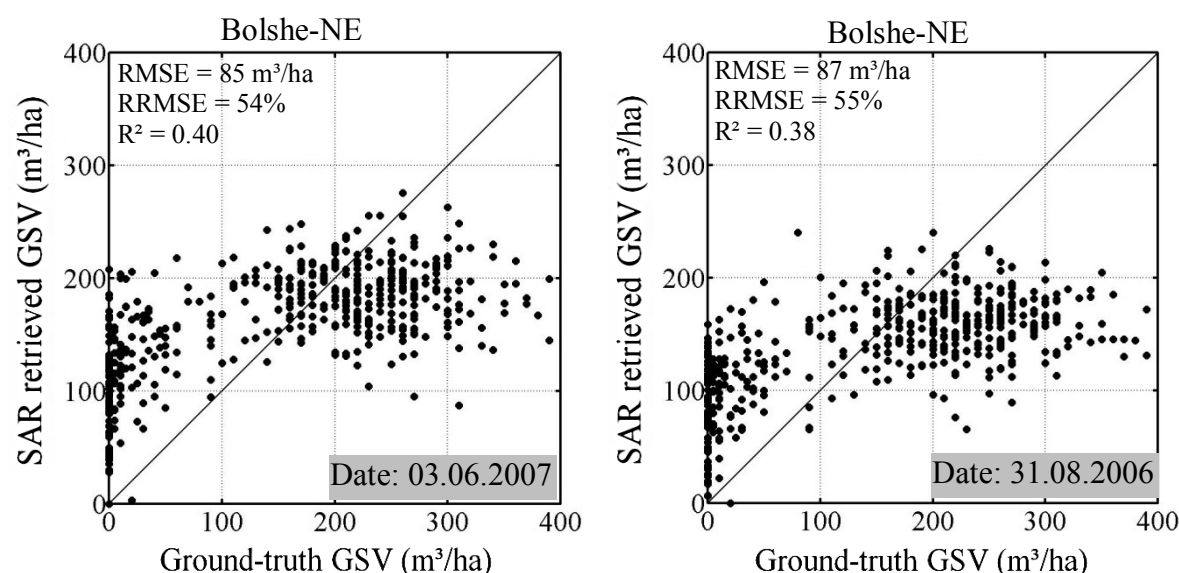 Bolshe-NE
RMSE = 85 m³/ha
RRMSE = 54%
R² = 0.40
SAR retrieved GSV (m³/ha)
400
300
200
100
0
Date: 03.06.2007
0 100 200 300 400
Ground-truth GSV (m³/ha)
Bolshe-NE
RMSE = 87 m³/ha
RRMSE = 55%
R² = 0.38
SAR retrieved GSV (m³/ha)
400
300
200
100
0
Date: 31.08.2006
0 100 200 300 400
Ground-truth GSV (m³/ha)